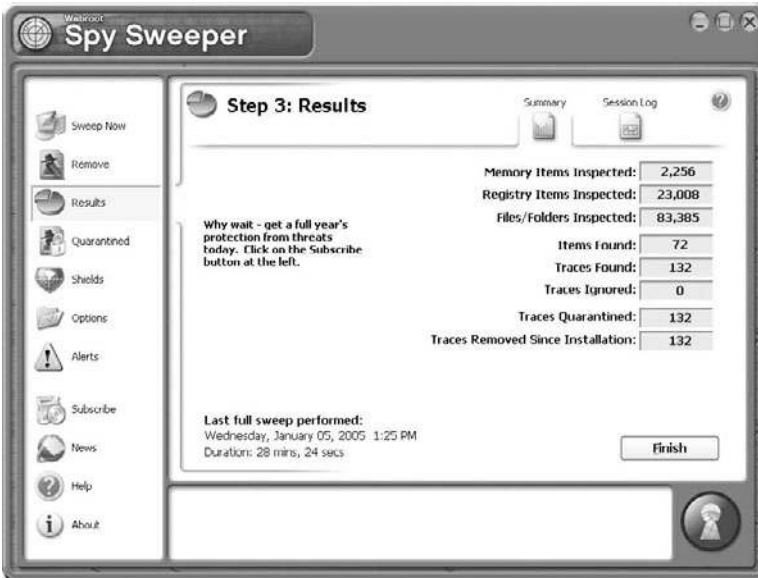 Webroot
Spy Sweeper
Sweep Now
Remove
Results
Quarantined
Shields
Options
Alerts
Subscribe
News
Help
About
Step 3: Results
Summary
Session Log
?
Why wait - get a full year's
protection from threats
today. Click on the Subscribe
button at the left.
Memory Items Inspected: 2,256
Registry Items Inspected: 23,008
Files/Folders Inspected: 83,385
Items Found: 72
Traces Found: 132
Traces Ignored: 0
Traces Quarantined: 132
Traces Removed Since Installation: 132
Last full sweep performed:
Wednesday, January 05, 2005 1:25 PM
Duration: 28 mins, 24 secs
Finish